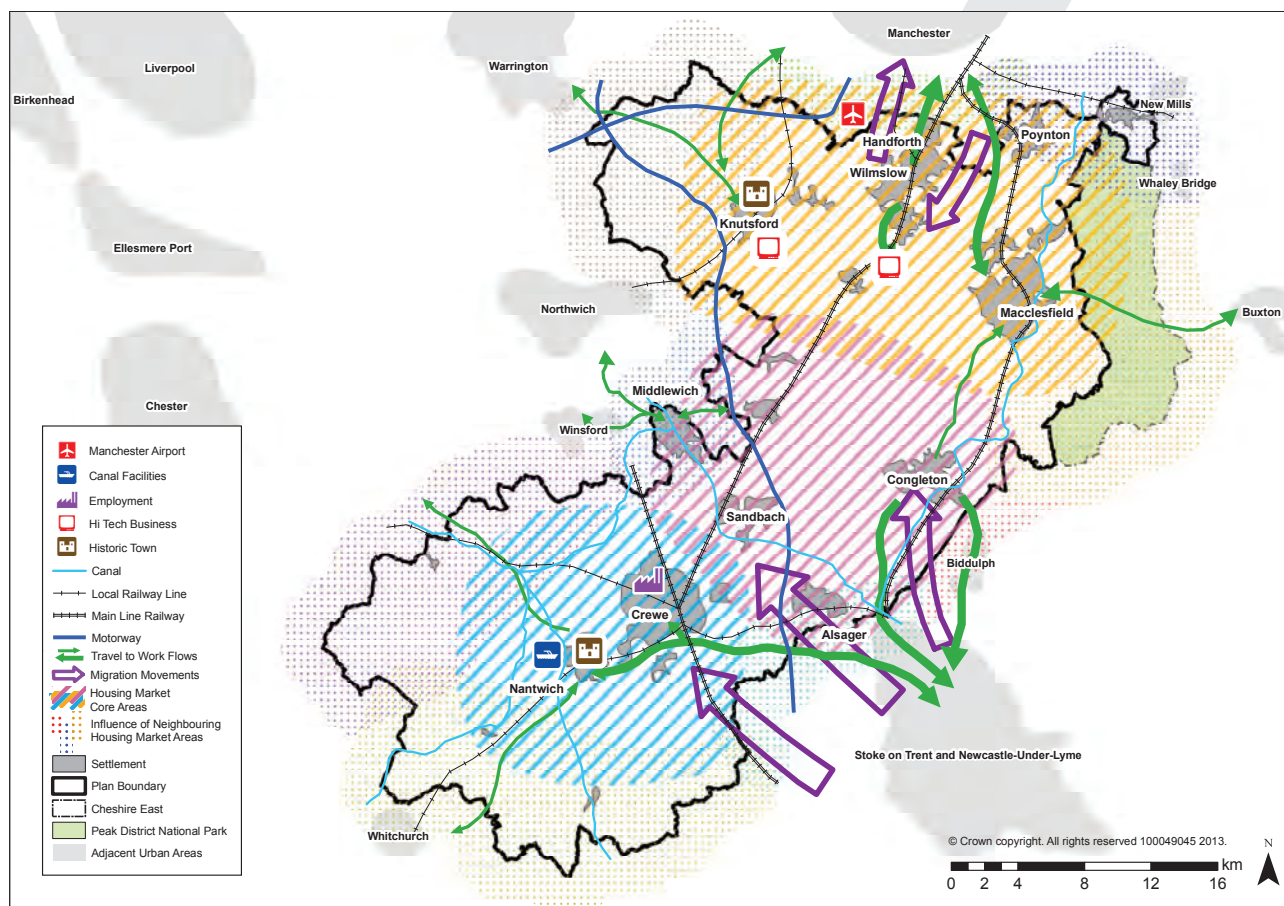 Manchester
Liverpool
Warrington
Birkenhead
New Mills
Handforth
Poynton
Wilmslow
Whaley Bridge
Knutsford
Ellesmere Port
Northwich
Macclesfield
Buxton
Middlewich
Chester
Winsford
Congleton
Sandbach
Biddulph
Crewe
Alsager
Nantwich
Stoke on Trent and Newcastle-Under-Lyme
Whitchurch
Manchester Airport
Canal Facilities
Employment
Hi Tech Business
Historic Town
Canal
Local Railway Line
Main Line Railway
Motorway
Travel to Work Flows
Migration Movements
Housing Market
Core Areas
Influence of Neighbouring
Housing Market Areas
Settlement
Plan Boundary
Cheshire East
Peak District National Park
Adjacent Urban Areas
© Crown copyright. All rights reserved 100049045 2013.
N
km
0 2 4 8 12 16